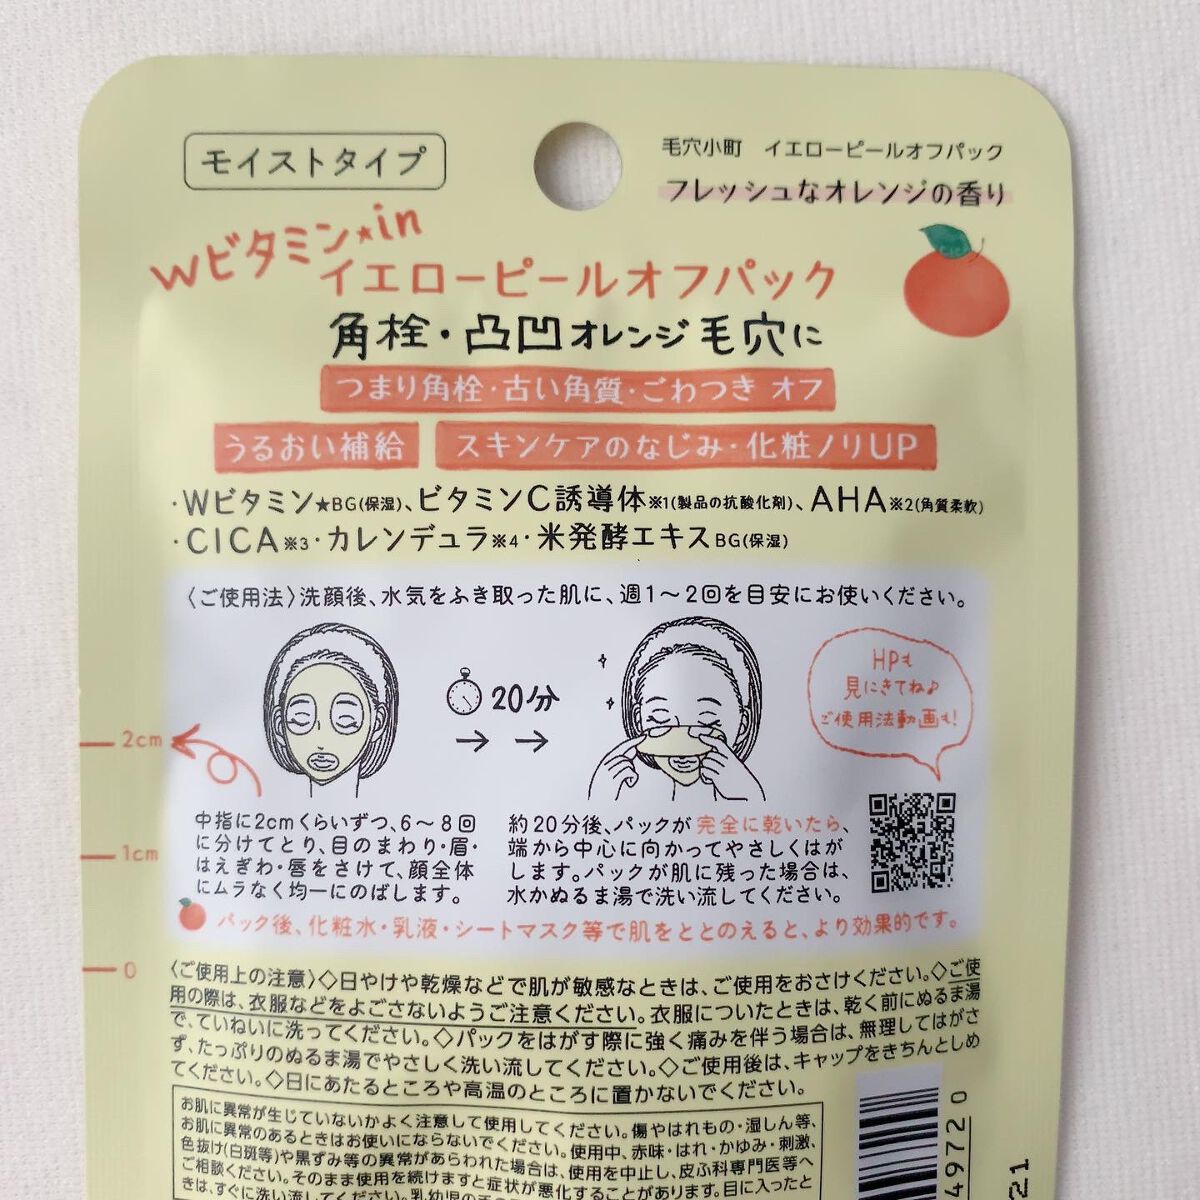 モイストタイプ
毛穴小町 イエローピールオフパック
フレッシュなオレンジの香り
Wビタミン★in
イエローピールオフパック
角栓・凸凹オレンジ毛穴に
つまり角栓・古い角質・ごわつき オフ
うるおい補給
スキンケアのなじみ・化粧ノリUP
・Wビタミン★BG(保湿)、ビタミンC誘導体※1(製品の抗酸化剤)、AHA※2(角質柔軟)
・CICA※3・カレンデュラ※4・米発酵エキスBG(保湿)
〈ご使用法〉洗顔後、水気をふき取った肌に、週1〜2回を目安にお使いください。
20分
HPも
見にきてね♪
ご使用法動画も!
2cm
1cm
0
中指に2cmくらいずつ、6〜8回
に分けてとり、目のまわり・眉・
はえぎわ・唇をさけて、顔全体
にムラなく均一にのばします。
約20分後、パックが完全に乾いたら、
端から中心に向かってやさしくはが
します。パックが肌に残った場合は、
水かぬるま湯で洗い流してください。
パック後、化粧水・乳液・シートマスク等で肌をととのえると、より効果的です。
〈ご使用上の注意〉◇日やけや乾燥などで肌が敏感なときは、ご使用をおさけください。◇ご使
用の際は、衣服などをよごさないようご注意ください。衣服についたときは、乾く前にぬるま湯
で、ていねいに洗ってください。◇パックをはがす際に強く痛みを伴う場合は、無理してはがさ
ず、たっぷりのぬるま湯でやさしく洗い流してください。◇ご使用後は、キャップをきちんとしめ
てください。◇日にあたるところや高温のところに置かないでください。
お肌に異常が生じていないかよく注意して使用してください。傷やはれもの・湿しん等、
お肌に異常のあるときはお使いにならないでください。使用中、赤味・はれ・かゆみ・刺激、
色抜け(白斑等)や黒ずみ等の異常があらわれた場合は、使用を中止し、皮ふ科専門医等へ
ご相談ください。そのまま使用を続けますと症状が悪化することがあります。目に入ったと
きは、すぐに洗い流してください。
49720
21